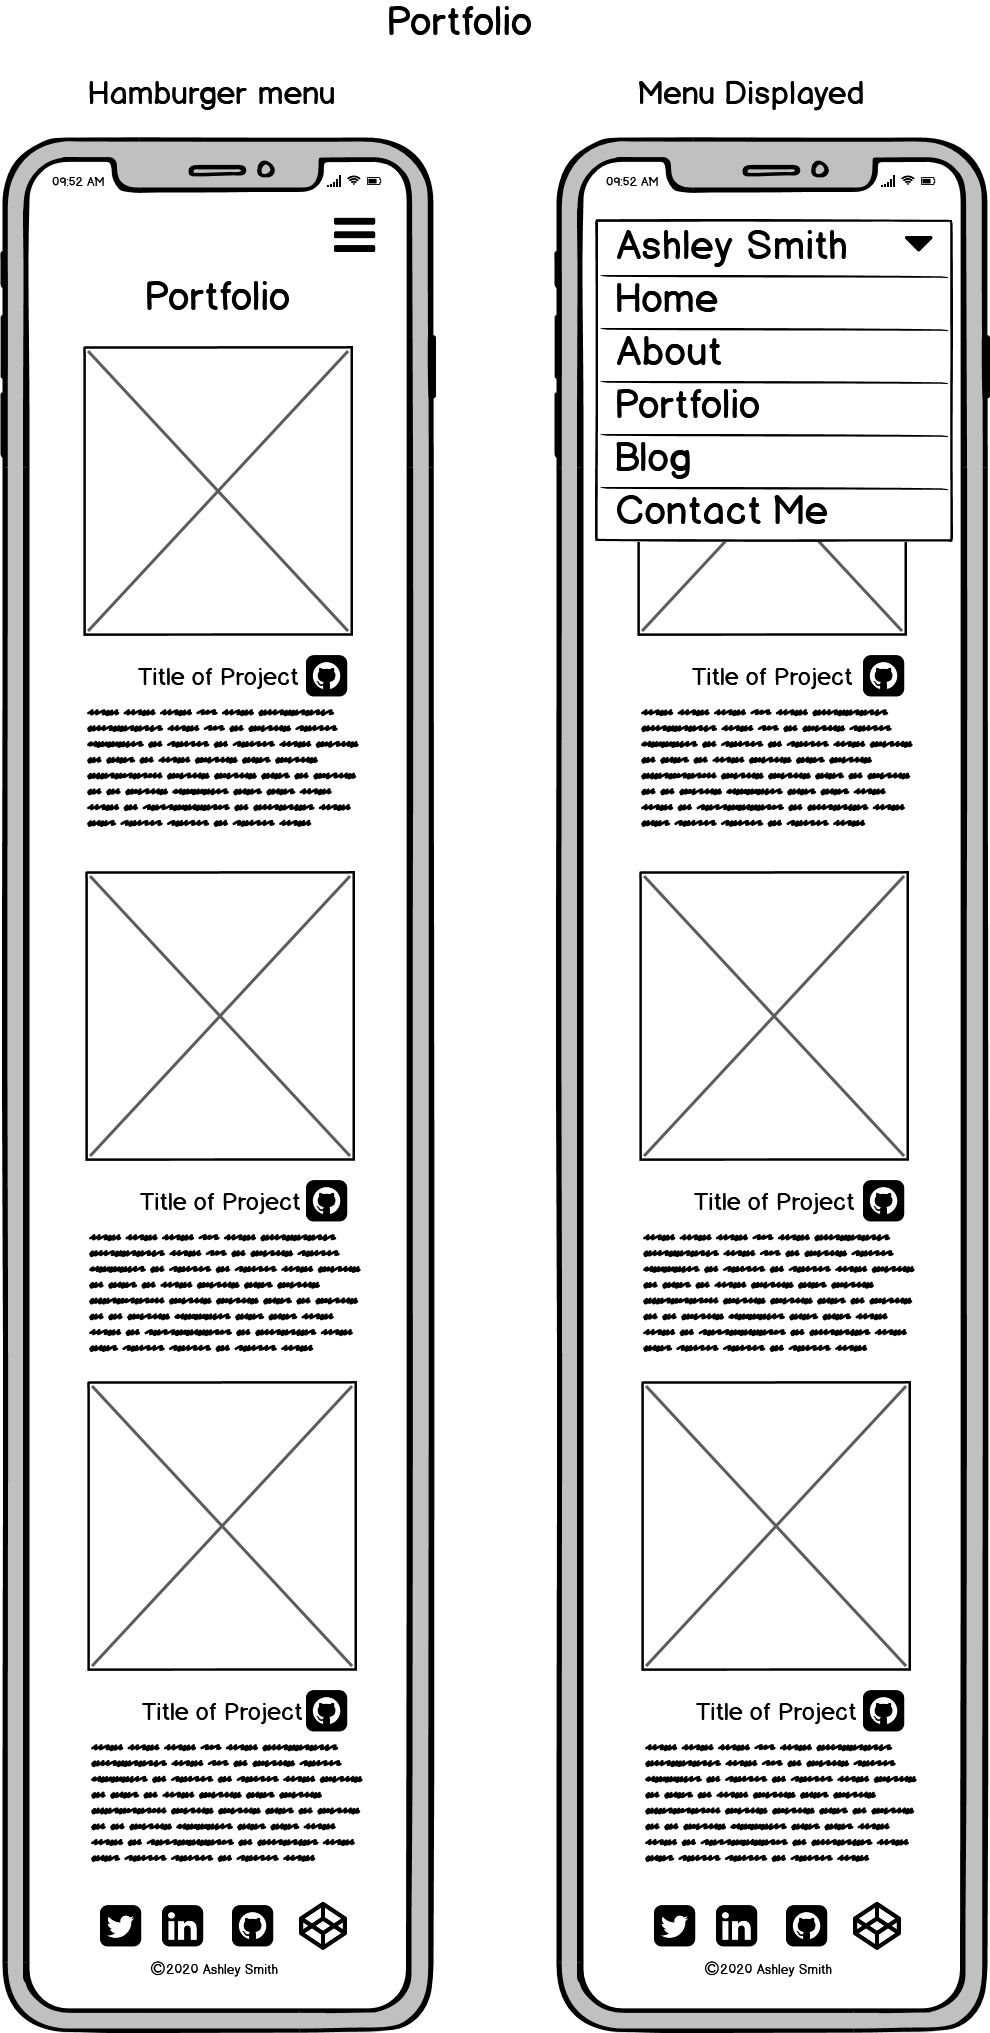 Portfolio
Hamburger menu
09:52 AM
Portfolio
Title of Project
Title of Project
Title of Project
in
©2020 Ashley Smith
Menu Displayed
09:52 AM
Ashley Smith
Home
About
Portfolio
Blog
Contact Me
Title of Project
Title of Project
Title of Project
in
©2020 Ashley Smith